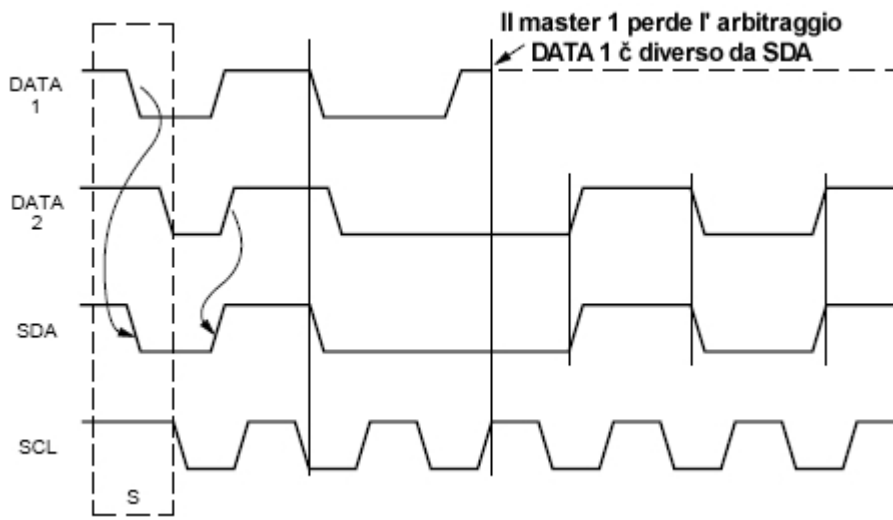 Il master 1 perde l' arbitraggio
DATA 1 č diverso da SDA
DATA
1
DATA
2
SDA
SCL
S